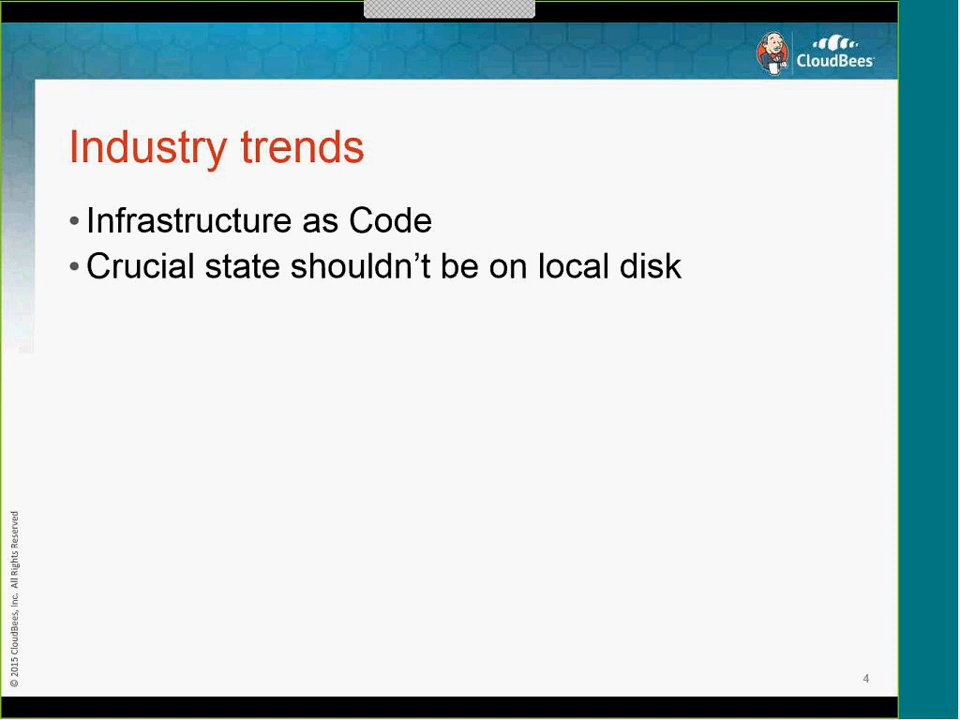 CloudBees
Industry trends
• Infrastructure as Code
• Crucial state shouldn’t be on local disk
© 2015 CloudBees, Inc. All Rights Reserved
4